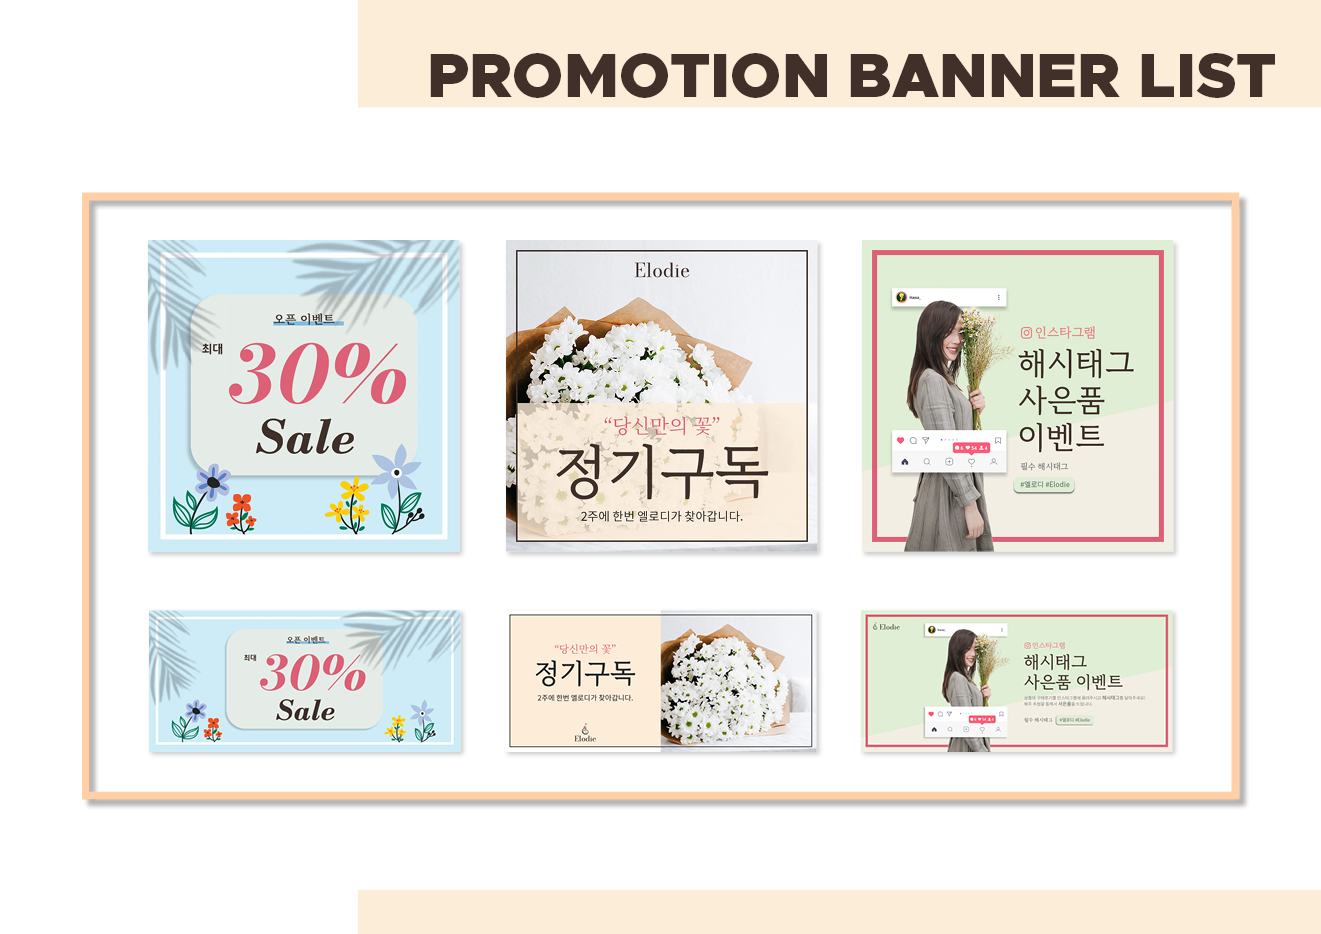 PROMOTION BANNER LIST
오픈 이벤트
최대
30%
Sale
Elodie
“당신만의 꽃”
정기구독
2주에 한번 엘로디가 찾아갑니다.
Hana_
인스타그램
해시태그
사은품
이벤트
필수 해시태그
#엘로디 #Elodie
오픈 이벤트
최대
30%
Sale
“당신만의 꽃”
정기구독
2주에 한번 엘로디가 찾아갑니다.
Elodie
Elodie
인스타그램
해시태그
사은품 이벤트
필수 해시태그
#엘로디 #Elodie